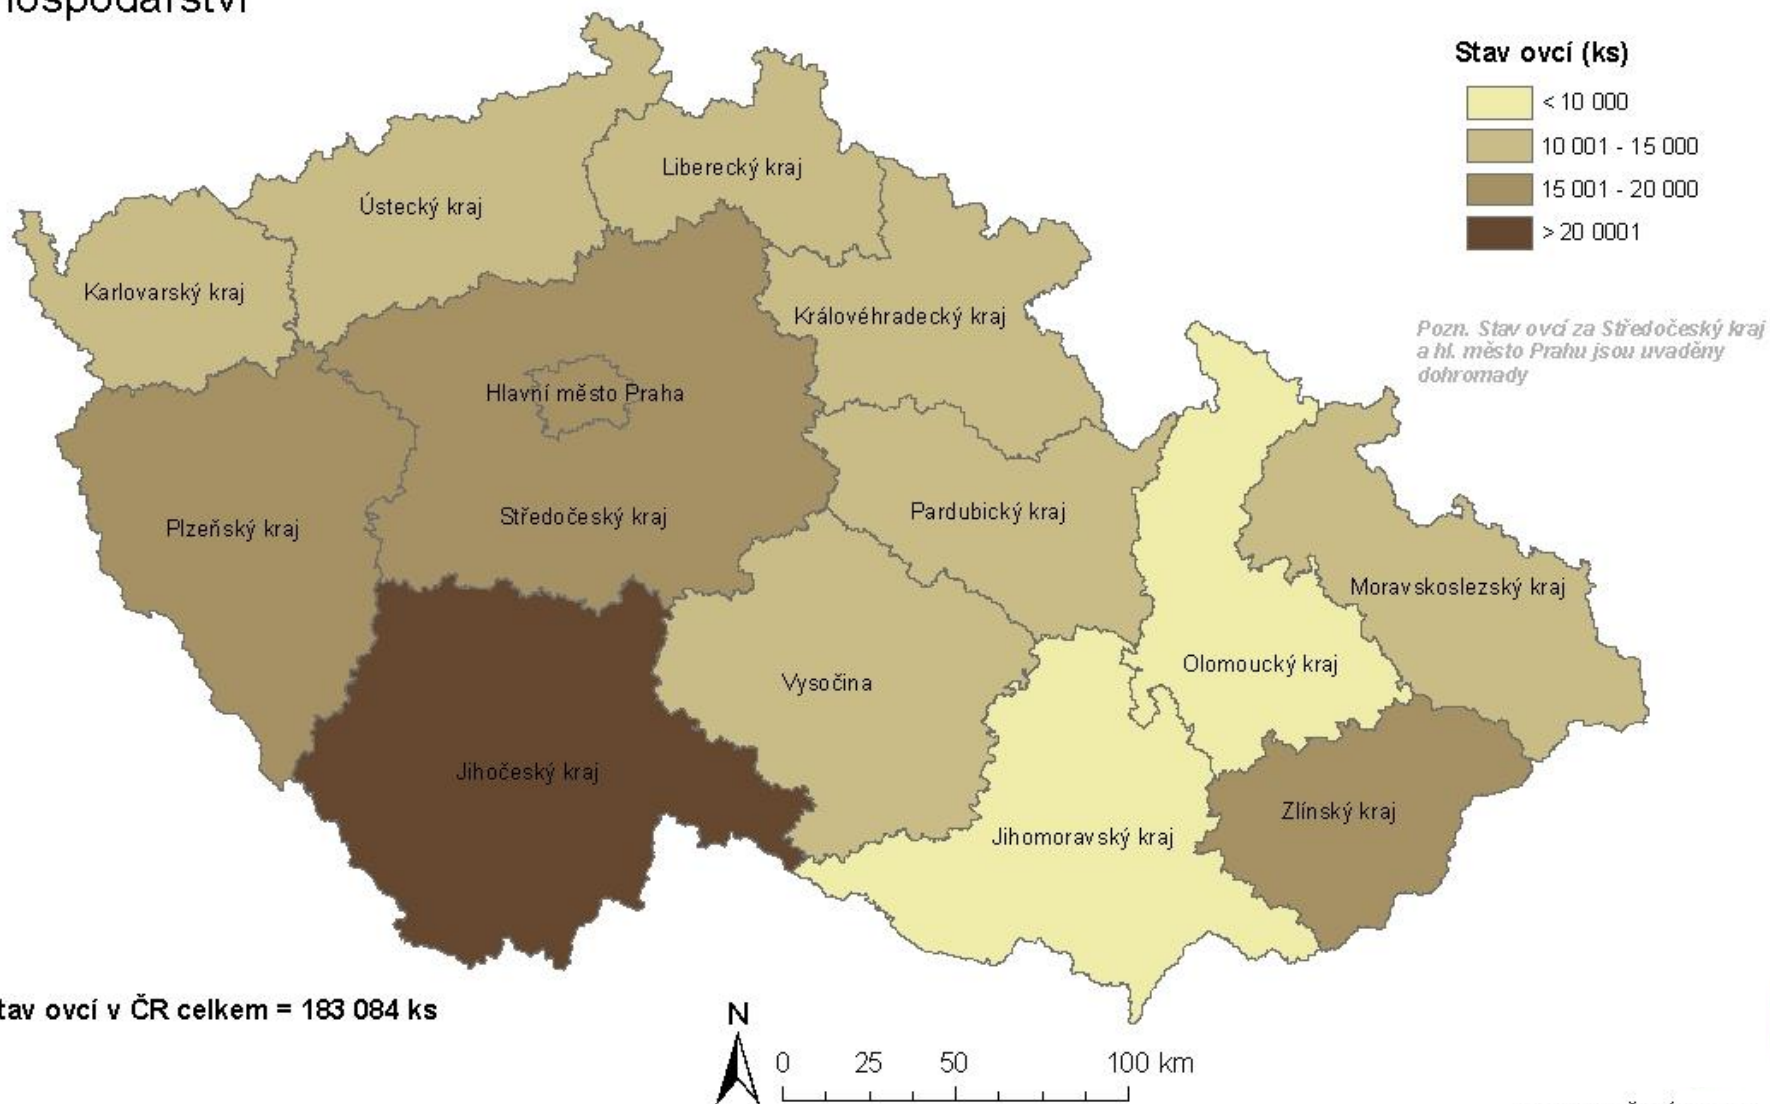 Stav ovcí (ks)
< 10 000
10 001 - 15 000
15 001 - 20 000
> 20 0001
Pozn. Stav ovcí za Středočeský kraj
a hl. město Prahu jsou uvaděny
dohromady
Liberecký kraj
Ústecký kraj
Karlovarský kraj
Královéhradecký kraj
Hlavní město Praha
Středočeský kraj
Plzeňský kraj
Pardubický kraj
Moravskoslezský kraj
Olomoucký kraj
Vysočina
Jihočeský kraj
Zlínský kraj
Jihomoravský kraj
tav ovcí v ČR celkem = 183 084 ks
N
0 25 50 100 km